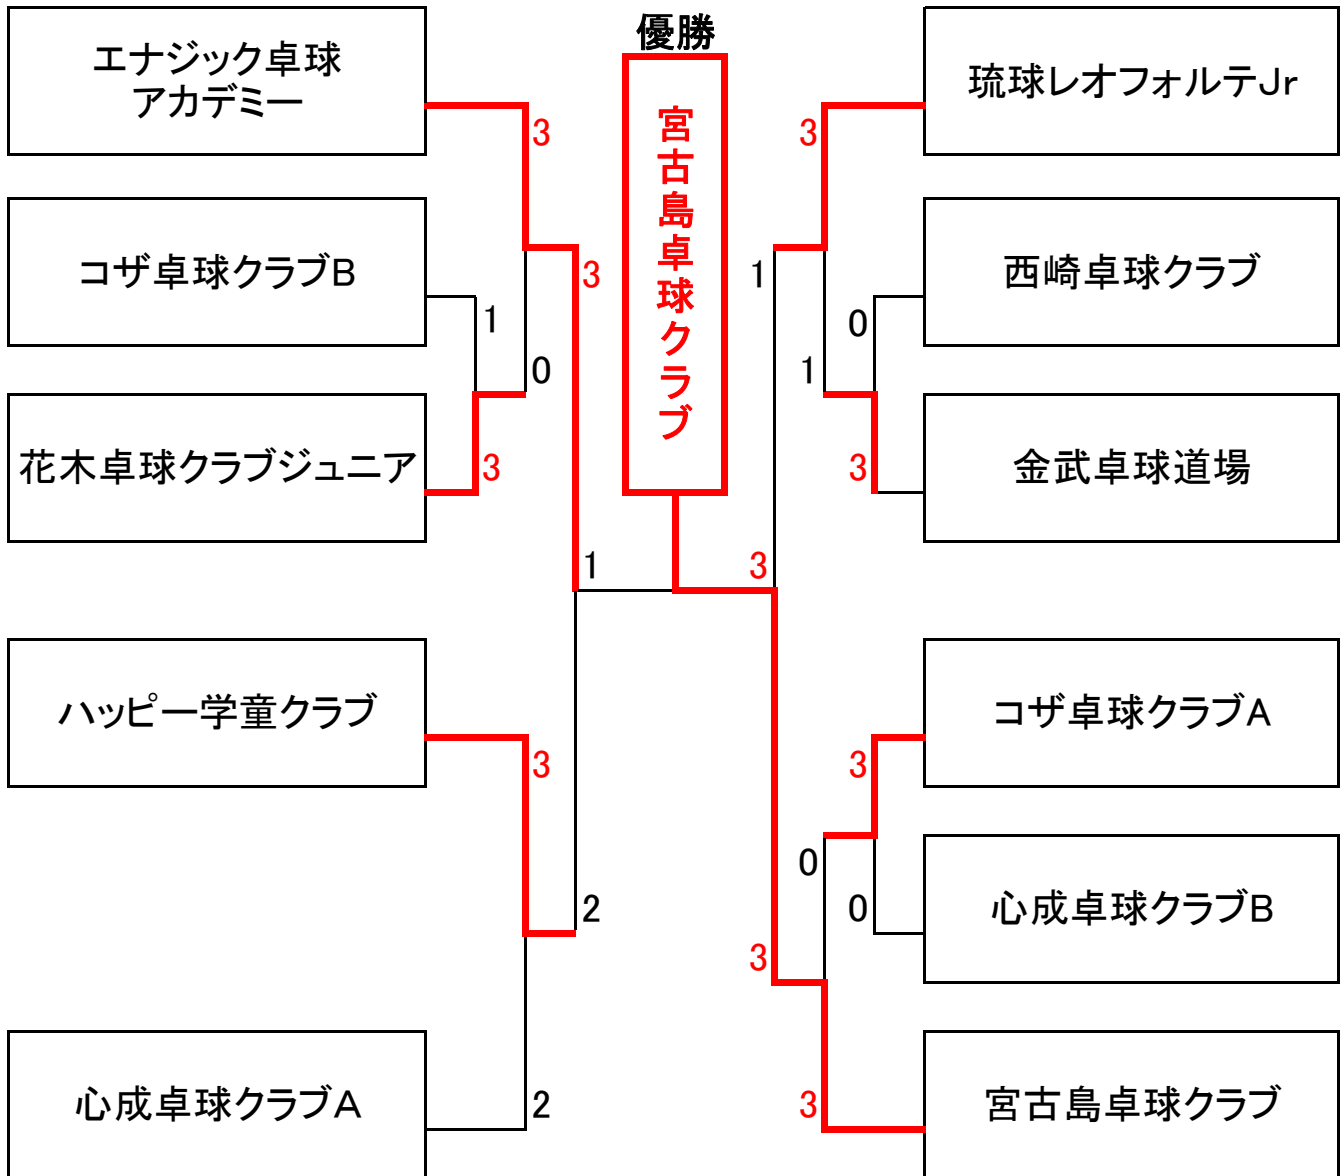 優勝
宮古島卓球クラブ
エナジック卓球
アカデミー
3
コザ卓球クラブB
1
3
0
花木卓球クラブジュニア
3
1
ハッピー学童クラブ
3
2
心成卓球クラブA
2
琉球レオフォルテJr
3
1
西崎卓球クラブ
0
1
金武卓球道場
3
3
コザ卓球クラブA
3
0
心成卓球クラブB
0
3
宮古島卓球クラブ
3